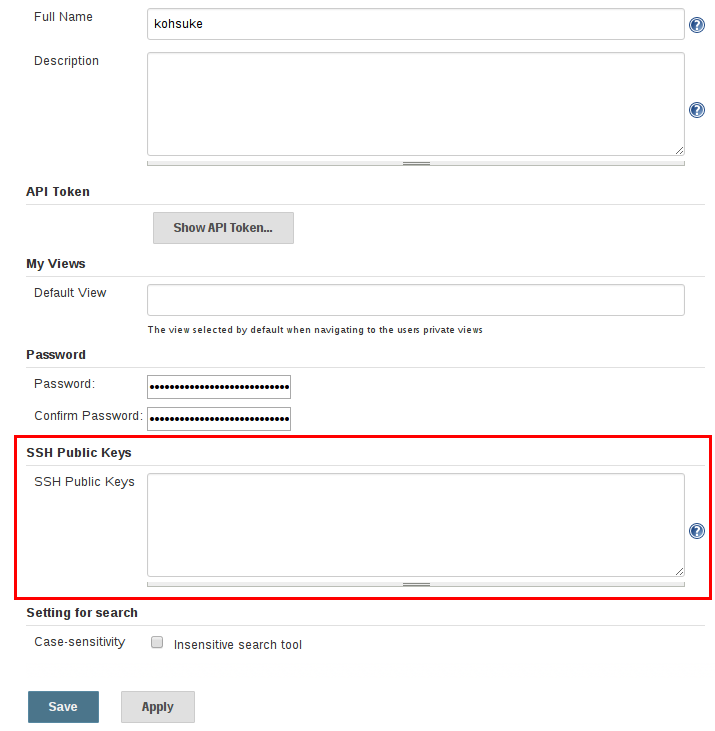 Full Name kohsuke ?
Description ?
API Token
Show API Token...
My Views
Default View
The view selected by default when navigating to the users private views
Password
Password: ••••••••••••••••••••••••••••
Confirm Password: ••••••••••••••••••••••••••••
SSH Public Keys
SSH Public Keys ?
Setting for search
Case-sensitivity Insensitive search tool
Save Apply